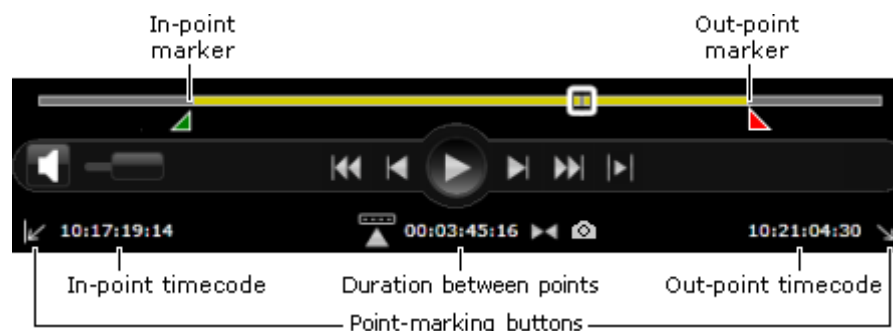 In-point
marker
Out-point
marker
10:17:19:14
00:03:45:16
10:21:04:30
In-point timecode
Duration between points
Out-point timecode
Point-marking buttons